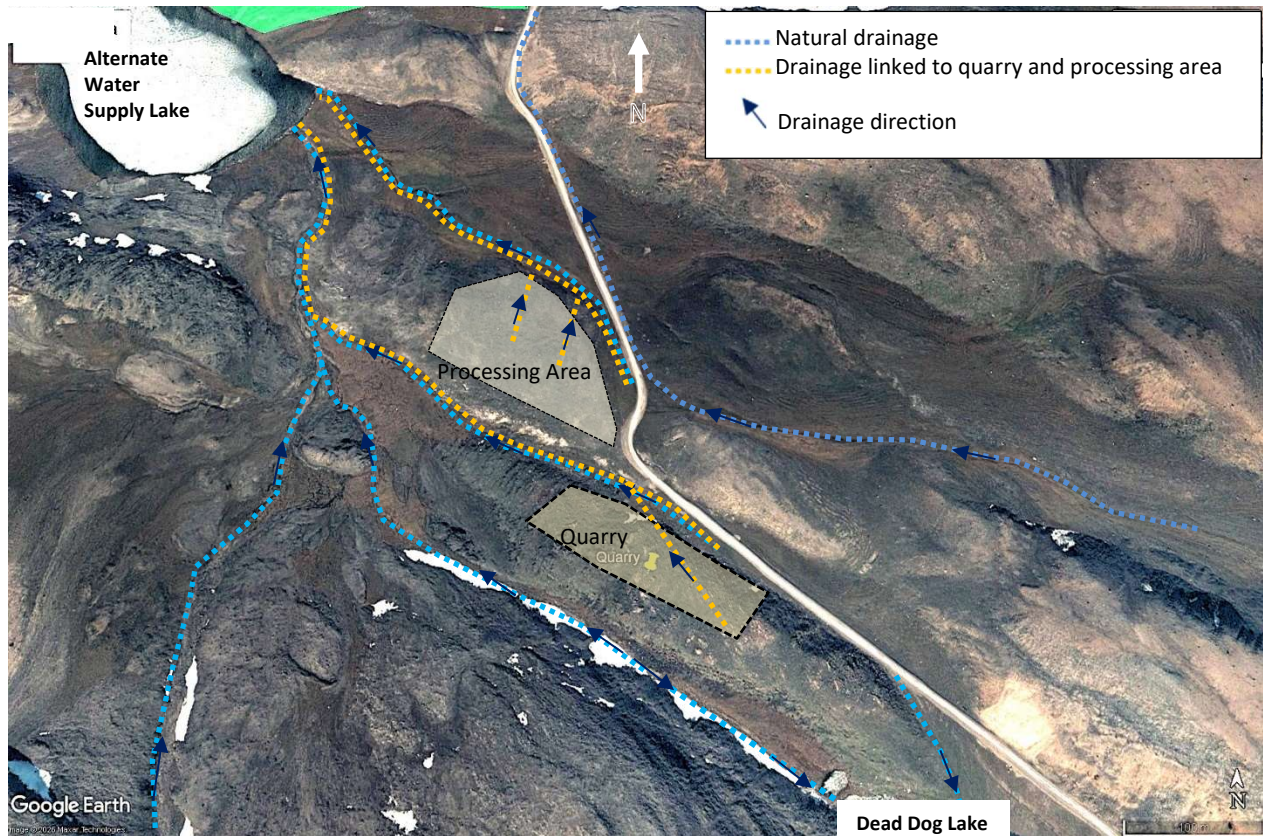 Alternate
Water
Supply Lake
Natural drainage
Drainage linked to quarry and processing area
Drainage direction
N
Processing Area
Quarry
Quarry
Google Earth
Dead Dog Lake
N
100 m